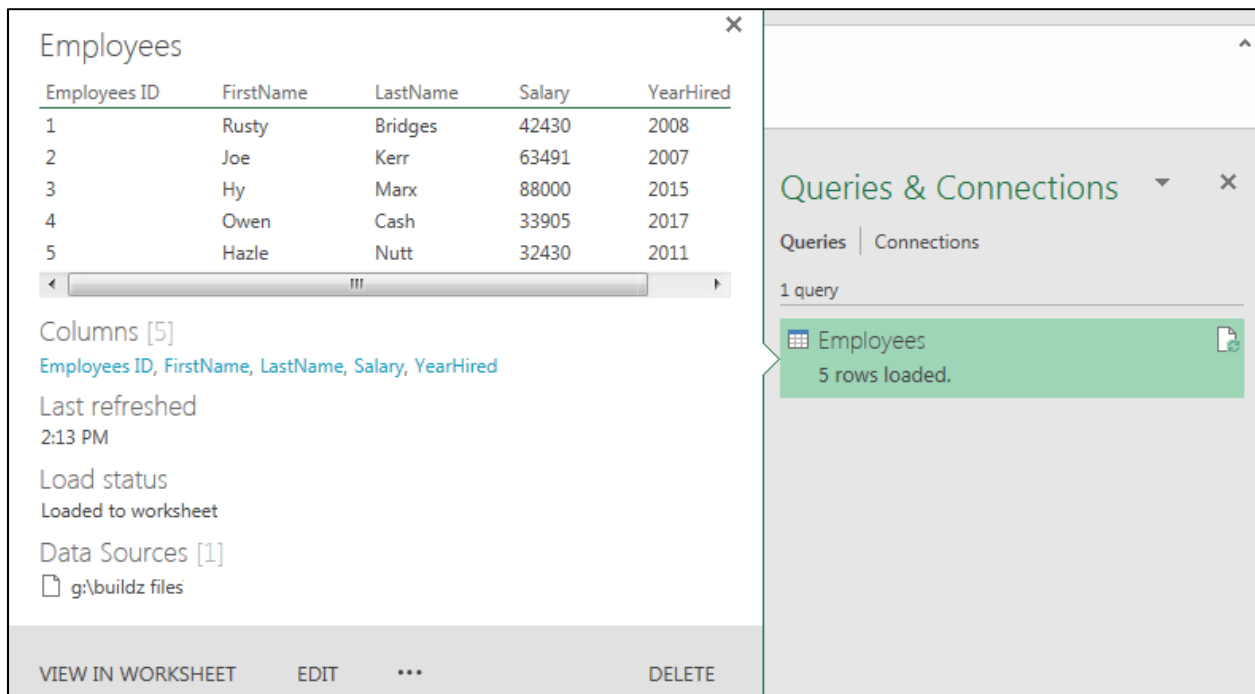 Employees
Employees ID FirstName LastName Salary YearHired
1 Rusty Bridges 42430 2008
2 Joe Kerr 63491 2007
3 Hy Marx 88000 2015
4 Owen Cash 33905 2017
5 Hazle Nutt 32430 2011
Columns [5]
Employees ID, FirstName, LastName, Salary, YearHired
Last refreshed
2:13 PM
Load status
Loaded to worksheet
Data Sources [1]
g:\buildz files
VIEW IN WORKSHEET EDIT ••• DELETE
Queries & Connections
Queries | Connections
1 query
Employees
5 rows loaded.